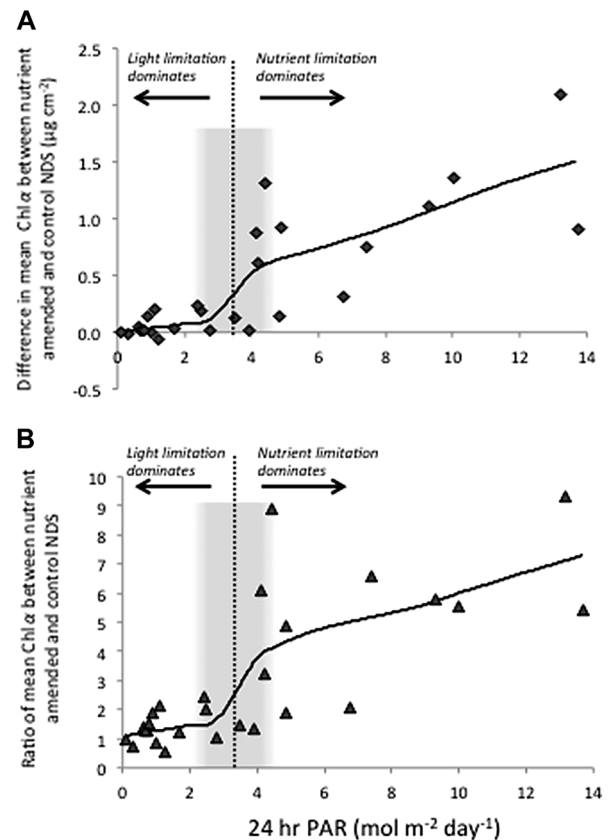 A
Difference in mean Chl α between nutrient
amended and control NDS (µg cm-2)
2.5
2.0
1.5
1.0
0.5
0.0
-0.5
Light limitation
dominates
Nutrient limitation
dominates
0 2 4 6 8 10 12 14
B
Ratio of mean Chl α between nutrient
amended and control NDS
10
9
8
7
6
5
4
3
2
1
0
Light limitation
dominates
Nutrient limitation
dominates
0 2 4 6 8 10 12 14
24 hr PAR (mol m-2 day-1)